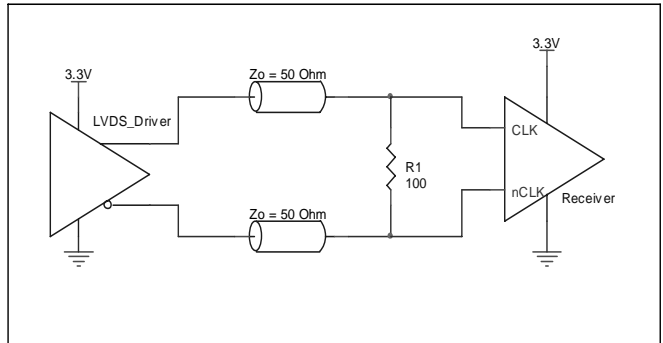 3.3V
LVDS_Driver
Zo = 50 Ohm
Zo = 50 Ohm
R1
100
3.3V
CLK
nCLK
Receiver